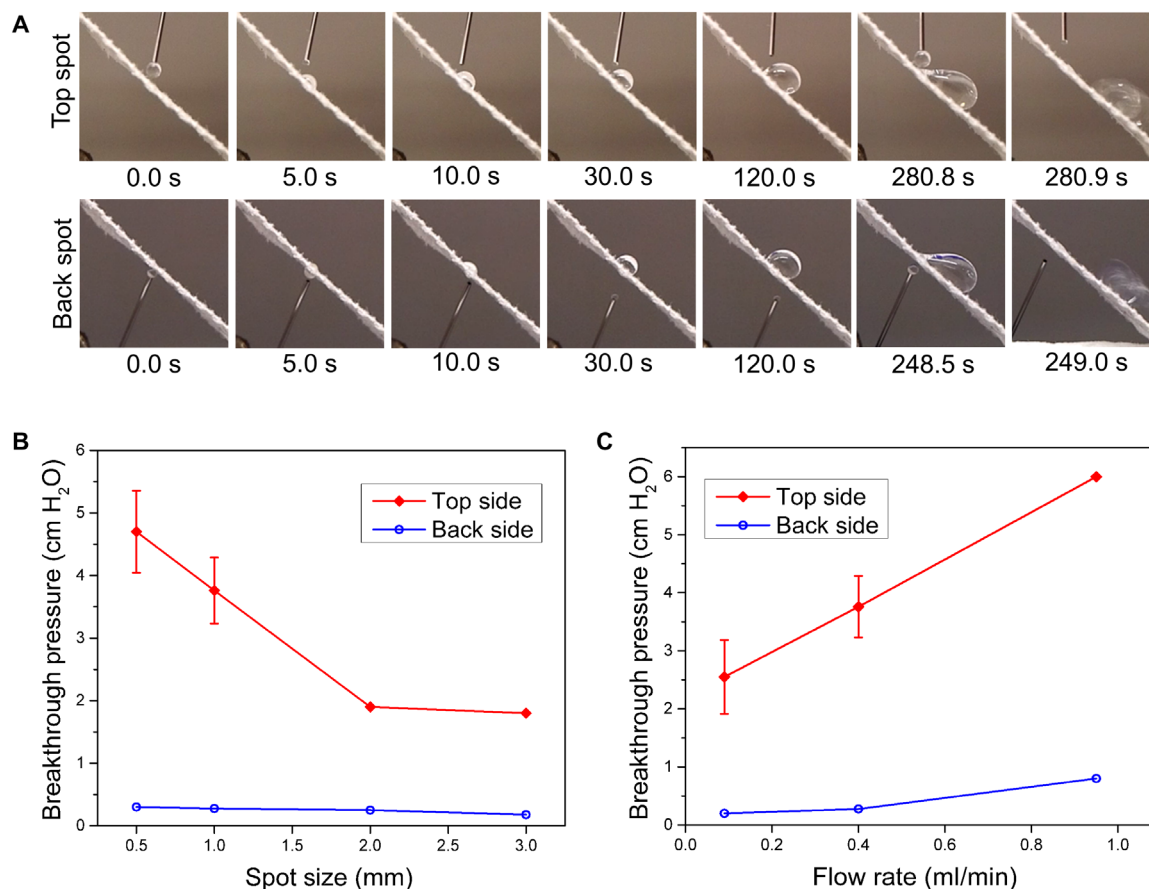 A
Top spot
0.0 s 5.0 s 10.0 s 30.0 s 120.0 s 280.8 s 280.9 s
Back spot
0.0 s 5.0 s 10.0 s 30.0 s 120.0 s 248.5 s 249.0 s
B
Breakthrough pressure (cm H₂O)
6
5
4
3
2
1
0
Top side
Back side
0.5 1.0 1.5 2.0 2.5 3.0
Spot size (mm)
C
Breakthrough pressure (cm H₂O)
6
5
4
3
2
1
0
Top side
Back side
0.0 0.2 0.4 0.6 0.8 1.0
Flow rate (ml/min)